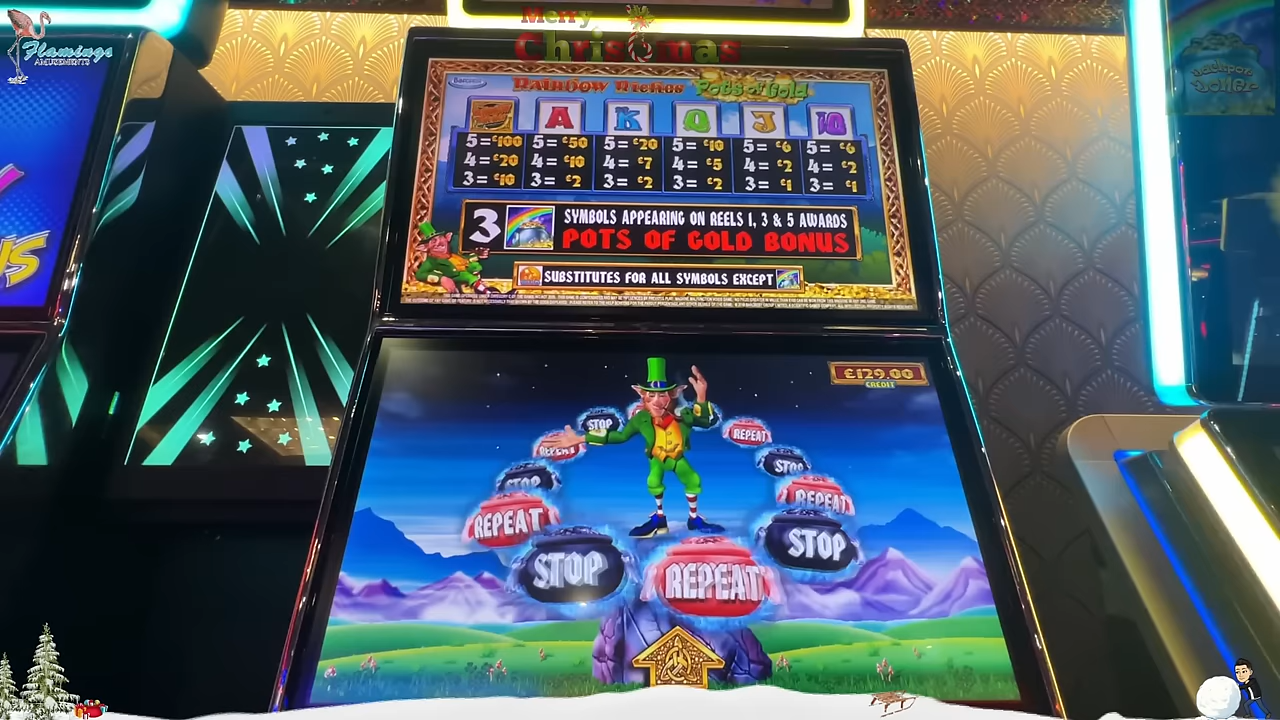 Merry
Christmas
Flamingo
AMUSEMENTS
Rainbow Riches Pots of Gold
A K Q J 10
5=£100 5=£50 5=£20 5=£10 5=£6 5=£6
4=£20 4=£10 4=£7 4=£5 4=£2 4=£2
3=£10 3=£2 3=£2 3=£2 3=£1 3=£1
3 SYMBOLS APPEARING ON REELS 1, 3 & 5 AWARDS
POTS OF GOLD BONUS
SUBSTITUTES FOR ALL SYMBOLS EXCEPT
£129.00
CREDIT
STOP
REPEAT
REPEAT
STOP
STOP
REPEAT
REPEAT
STOP
STOP
REPEAT
Jackpot